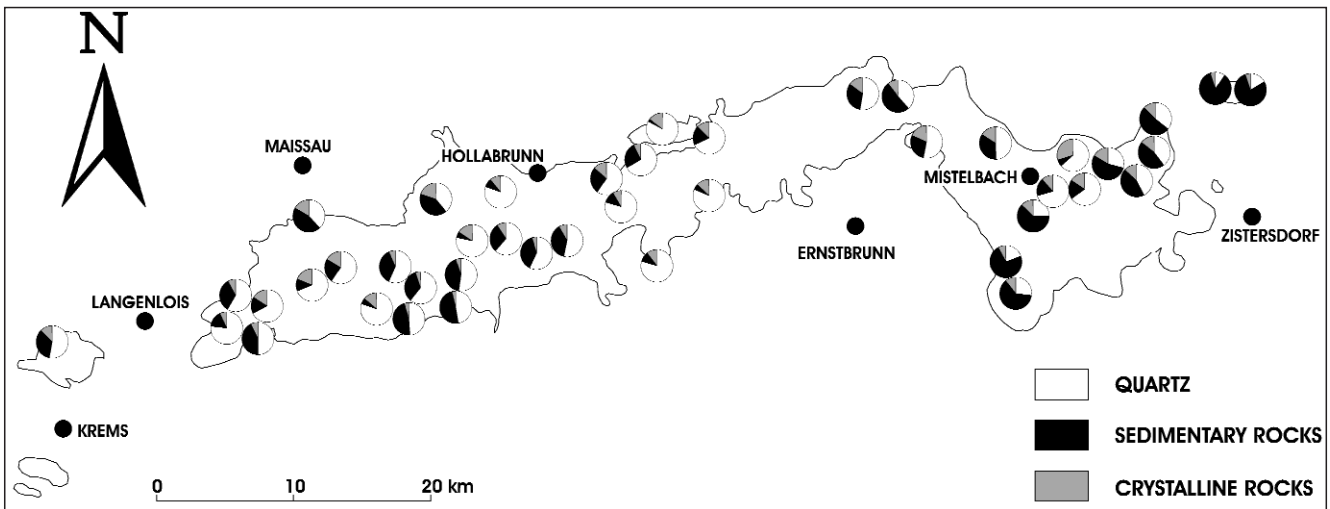 N
MAISSAU
HOLLABRUNN
MISTELBACH
ERNSTBRUNN
ZISTERSDORF
LANGENLOIS
KREMS
QUARTZ
SEDIMENTARY ROCKS
CRYSTALLINE ROCKS
0 10 20 km